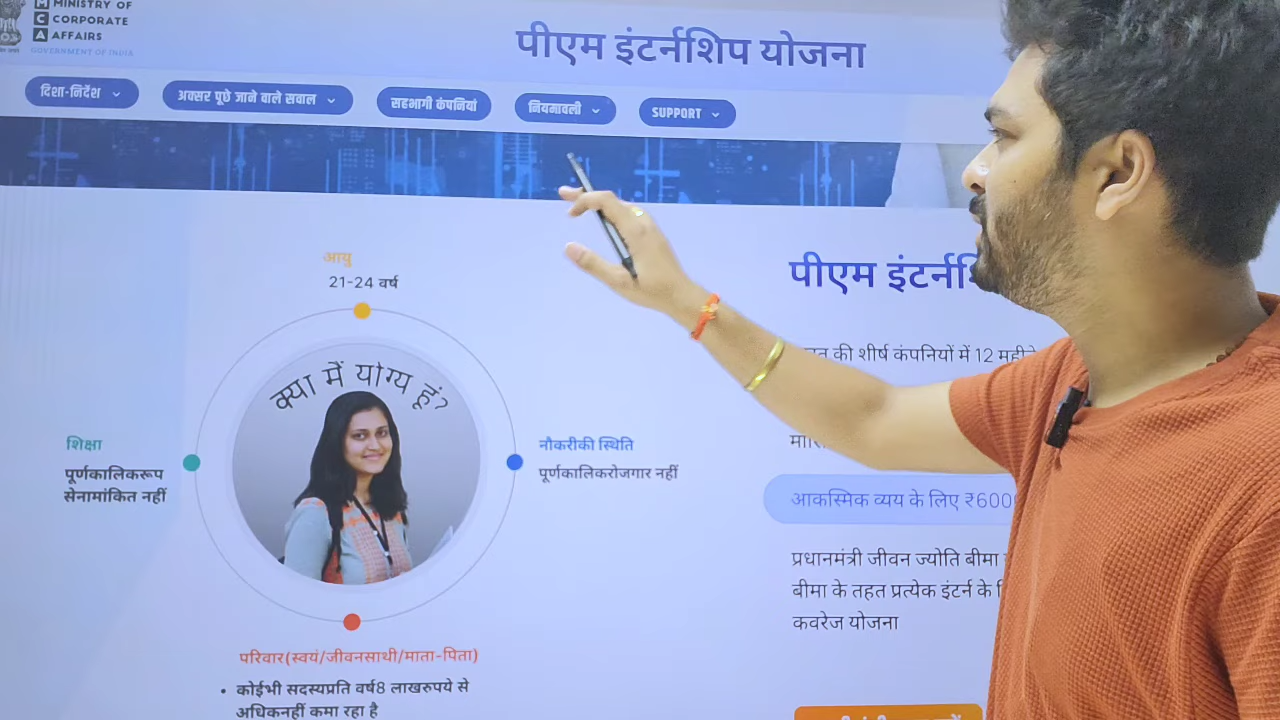 MINISTRY OF
CORPORATE
AFFAIRS
GOVERNMENT OF INDIA
M
C
A
पीएम इंटर्नशिप योजना
दिशा-निर्देश
अक्सर पूछे जाने वाले सवाल
सहभागी कंपनियां
नियमावली
SUPPORT
आयु
21-24 वर्ष
क्या मैं योग्य हूं?
शिक्षा
पूर्णकालिकरूप
सेनामांकित नहीं
नौकरीकी स्थिति
पूर्णकालिकरोजगार नहीं
परिवार(स्वयं/जीवनसाथी/माता-पिता)
• कोईभी सदस्यप्रति वर्ष8 लाखरुपये से
अधिकनहीं कमा रहा है
पीएम
की शीर्ष कंपनियों में 12
आकस्मिक व्यय के लिए
प्रधानमंत्री जीवन ज्योति बीमा
बीमा के तहत प्रत्येक इंटर्न के
कवरेज योजना